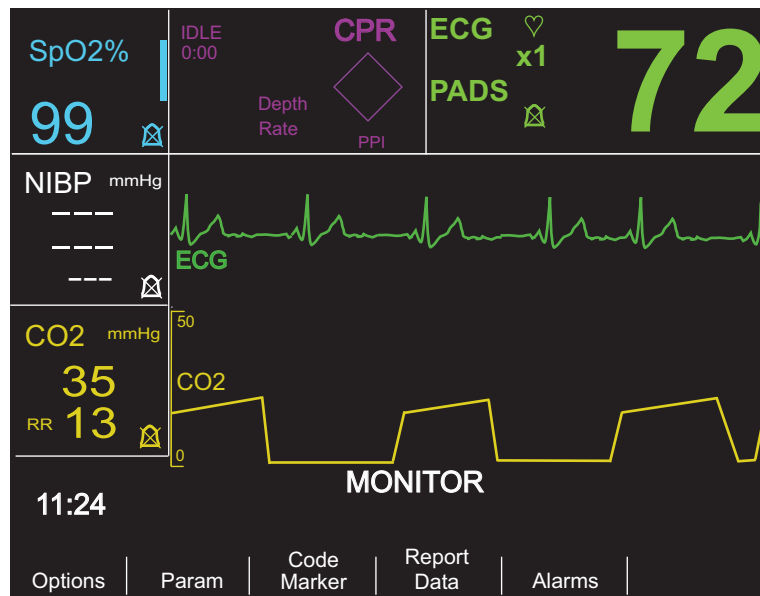 SpO2%
99
IDLE
0:00
CPR
Depth
Rate
PPI
ECG
x1
PADS
72
NIBP mmHg
---
---
---
ECG
CO2 mmHg
35
RR 13
50
CO2
0
MONITOR
11:24
Options
Param
Code
Marker
Report
Data
Alarms